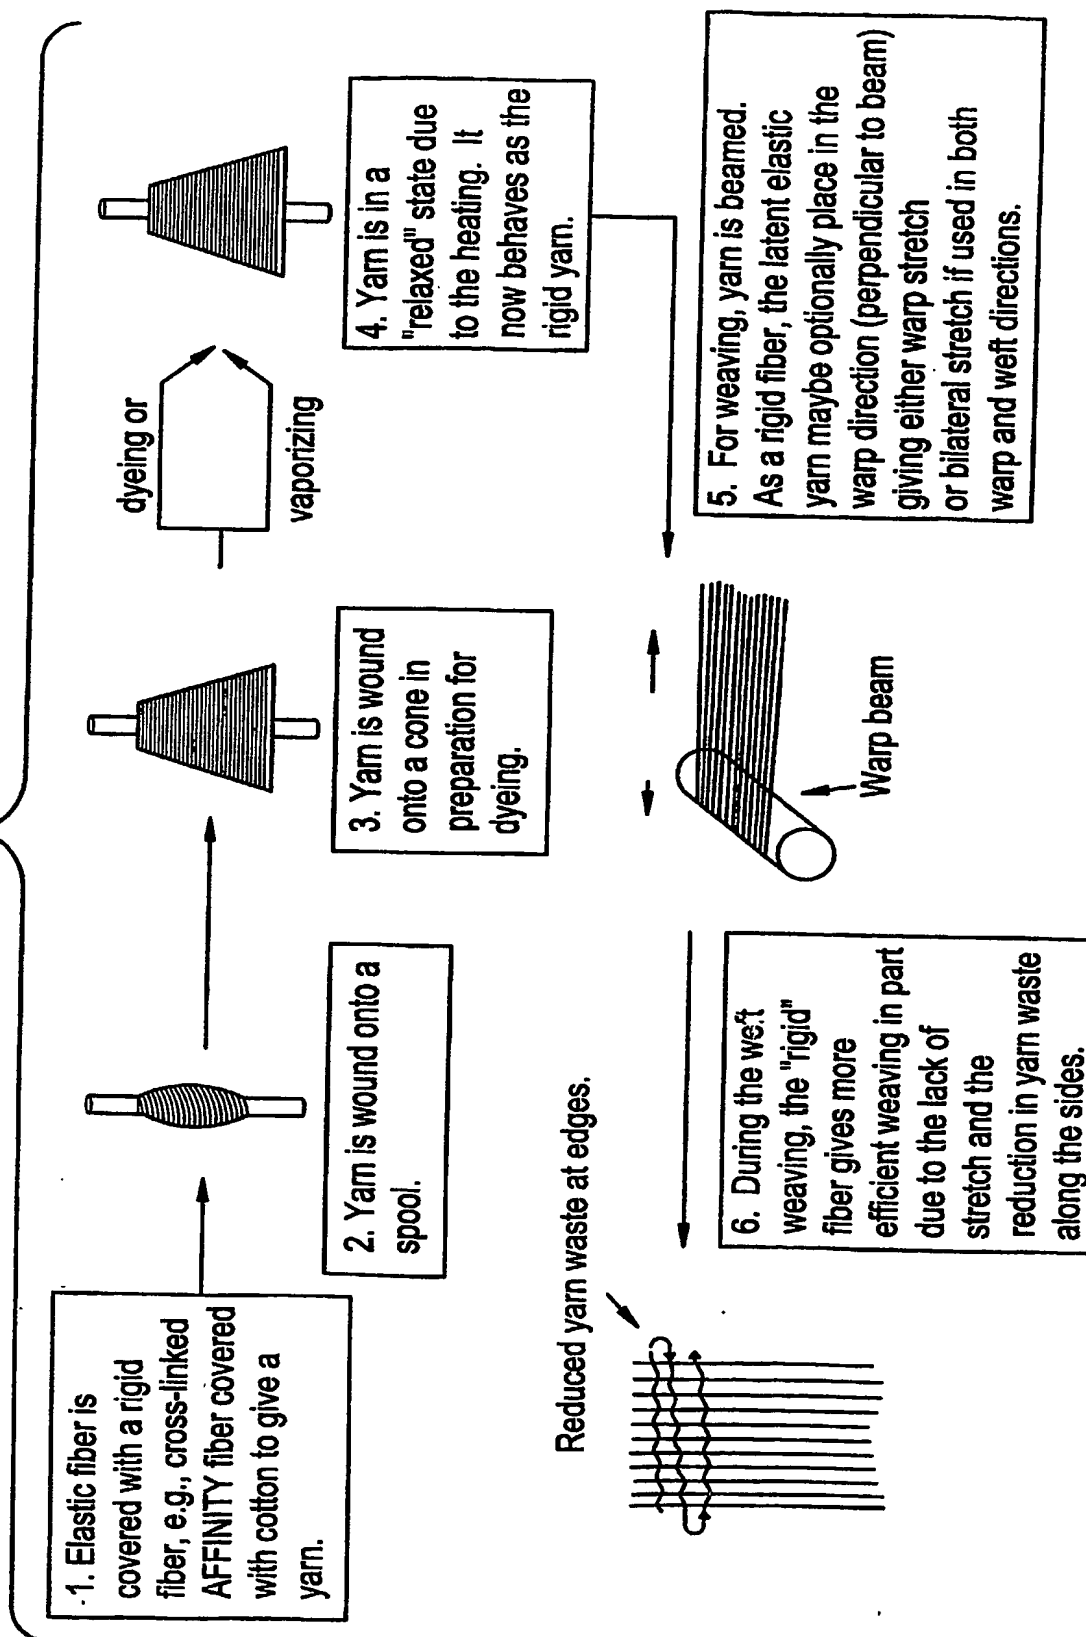 1. Elastic fiber is
covered with a rigid
fiber, e.g., cross-linked
AFFINITY fiber covered
with cotton to give a
yarn.
2. Yarn is wound onto a
spool.
3. Yarn is wound
onto a cone in
preparation for
dyeing.
dyeing or
vaporizing
4. Yarn is in a
"relaxed" state due
to the heating. It
now behaves as the
rigid yarn.
5. For weaving, yarn is beamed.
As a rigid fiber, the latent elastic
yarn maybe optionally place in the
warp direction (perpendicular to beam)
giving either warp stretch
or bilateral stretch if used in both
warp and weft directions.
Warp beam
6. During the weft
weaving, the "rigid"
fiber gives more
efficient weaving in part
due to the lack of
stretch and the
reduction in yarn waste
along the sides.
Reduced yarn waste at edges.